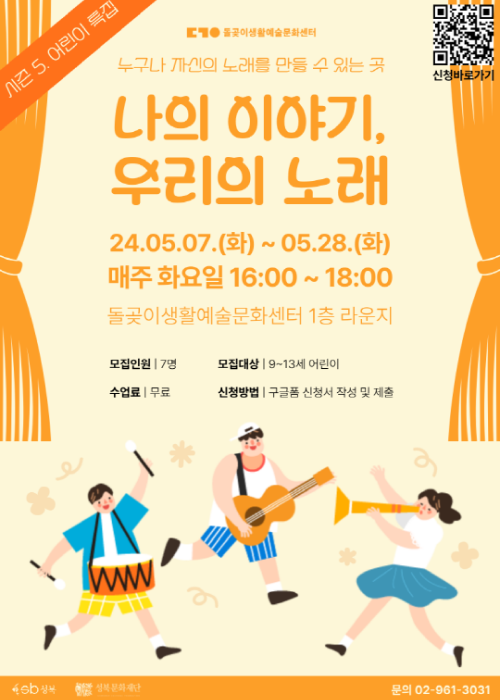 시즌 5. 어린이 특집
돌곶이생활예술문화센터
신청바로가기
누구나 자신의 노래를 만들 수 있는 곳
나의 이야기,
우리의 노래
24.05.07.(화) ~ 05.28.(화)
매주 화요일 16:00 ~ 18:00
돌곶이생활예술문화센터 1층 라운지
모집인원 | 7명 모집대상 | 9~13세 어린이
수업료 | 무료 신청방법 | 구글폼 신청서 작성 및 제출
sb 성북 성북문화재단 문의 02-961-3031